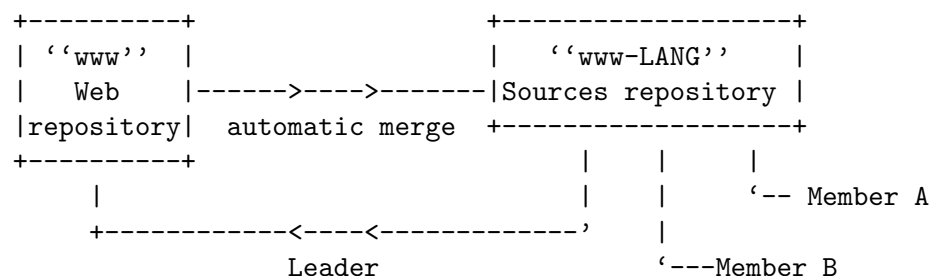 +----------+                  +-------------------+
| ‘‘www’’  |                  |    ‘‘www-LANG’’   |
|   Web    |------>---->-------|Sources repository |
|repository|  automatic merge  +-------------------+
+----------+                        |    |     |
     |                              |    |     ‘-- Member A
     +------------<----<-------------’    |
                 Leader                  ‘---Member B